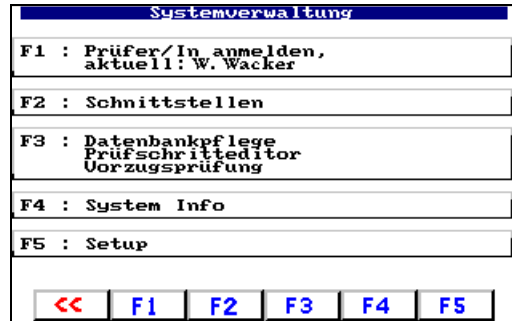 Systemverwaltung
F1 : Prüfer/In anmelden,
aktuell: W. Wacker
F2 : Schnittstellen
F3 : Datenbankpflege
Prüfschritteditor
Vorzugsprüfung
F4 : System Info
F5 : Setup
<< F1 F2 F3 F4 F5